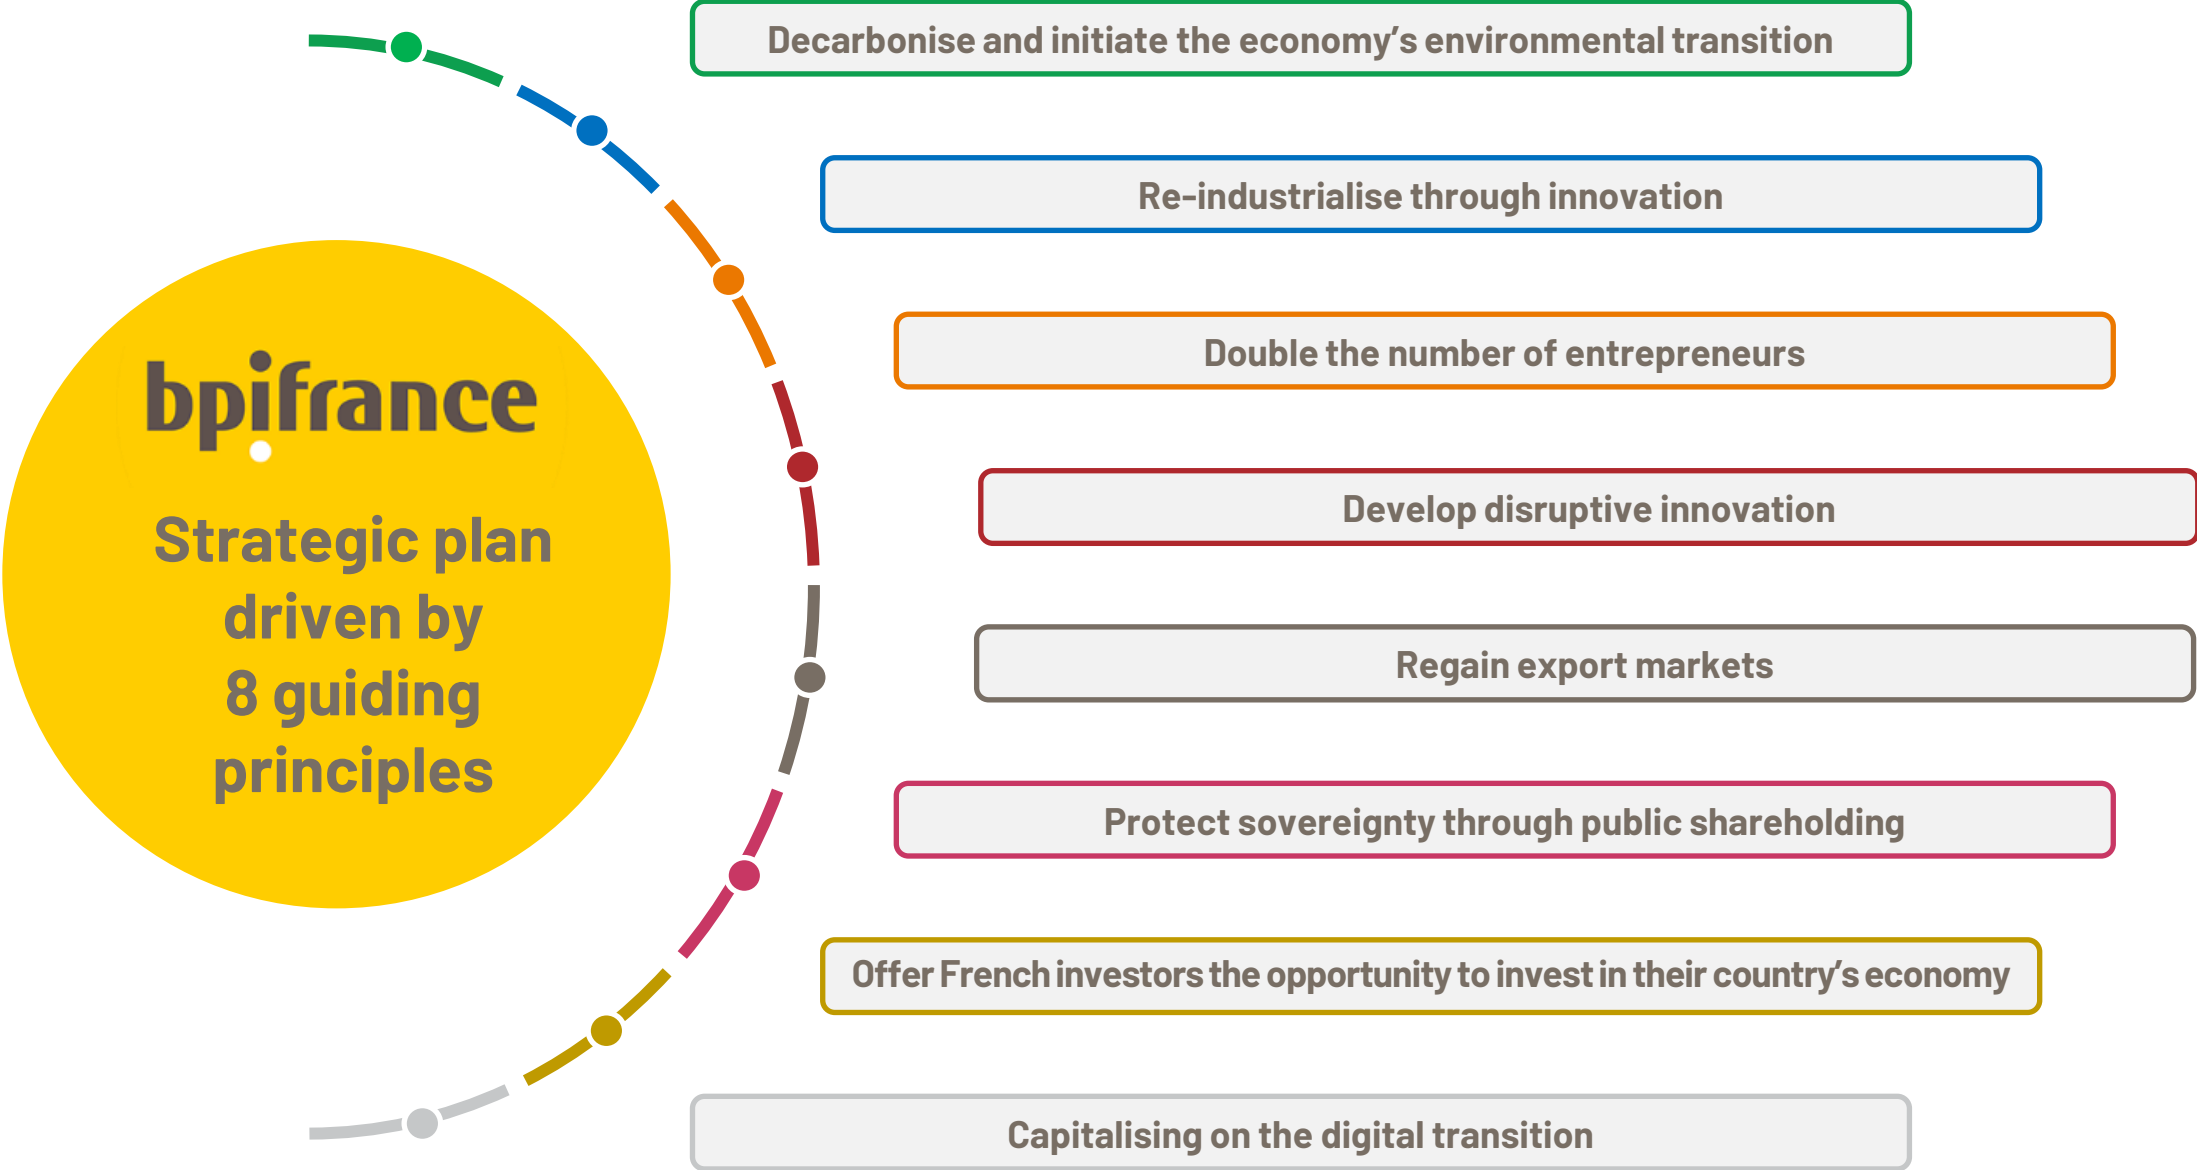 bpifrance
Strategic plan
driven by
8 guiding
principles
Decarbonise and initiate the economy’s environmental transition
Re-industrialise through innovation
Double the number of entrepreneurs
Develop disruptive innovation
Regain export markets
Protect sovereignty through public shareholding
Offer French investors the opportunity to invest in their country’s economy
Capitalising on the digital transition